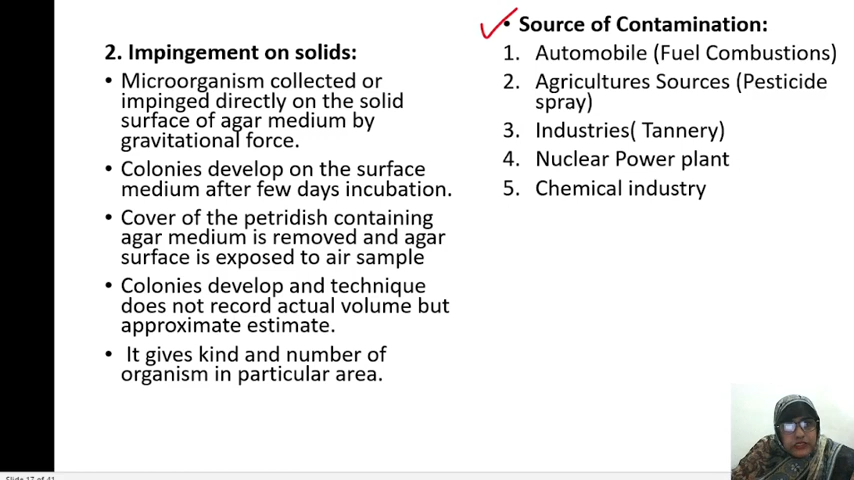 2. Impingement on solids:
• Microorganism collected or
impinged directly on the solid
surface of agar medium by
gravitational force.
• Colonies develop on the surface
medium after few days incubation.
• Cover of the petridish containing
agar medium is removed and agar
surface is exposed to air sample
• Colonies develop and technique
does not record actual volume but
approximate estimate.
• It gives kind and number of
organism in particular area.
• Source of Contamination:
1. Automobile (Fuel Combustions)
2. Agricultures Sources (Pesticide
spray)
3. Industries( Tannery)
4. Nuclear Power plant
5. Chemical industry
Slide 17 of 41